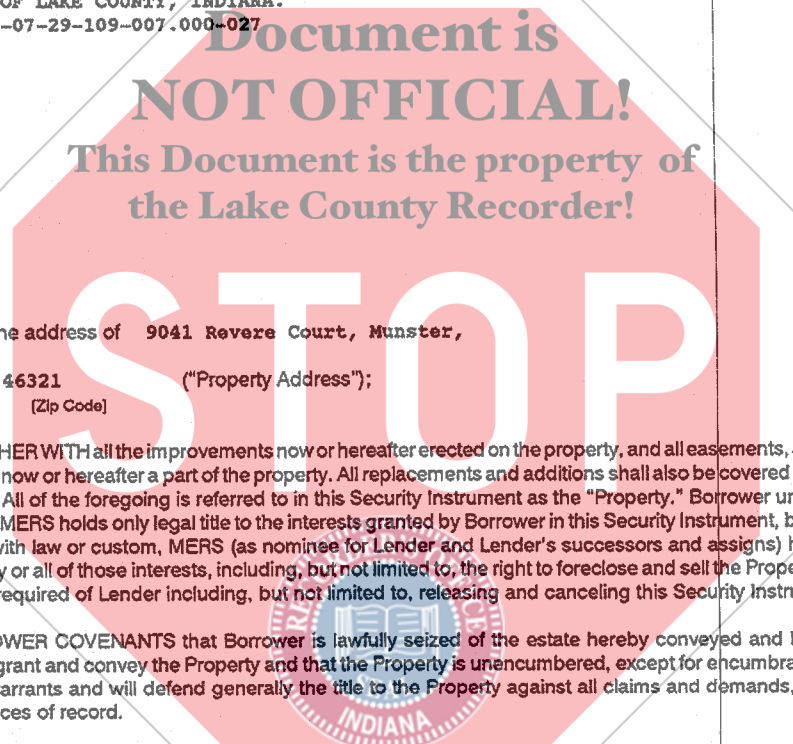 OF LAKE COUNTY, INDIANA.
-07-29-109-007.000-027
Document is
NOT OFFICIAL!
This Document is the property of
the Lake County Recorder!
STOP
he address of 9041 Revere Court, Munster,
46321 ("Property Address");
[Zip Code]
HER WITH all the improvements now or hereafter erected on the property, and all easements,
now or hereafter a part of the property. All replacements and additions shall also be covered
All of the foregoing is referred to in this Security Instrument as the "Property." Borrower un
MERS holds only legal title to the interests granted by Borrower in this Security Instrument, b
with law or custom, MERS (as nominee for Lender and Lender's successors and assigns) h
y or all of those interests, including, but not limited to, the right to foreclose and sell the Prope
required of Lender including, but not limited to, releasing and canceling this Security Instru
OWER COVENANTS that Borrower is lawfully seized of the estate hereby conveyed and
grant and convey the Property and that the Property is unencumbered, except for encumbra
arrants and will defend generally the title to the Property against all claims and demands,
ces of record.
SEAL
INDIANA